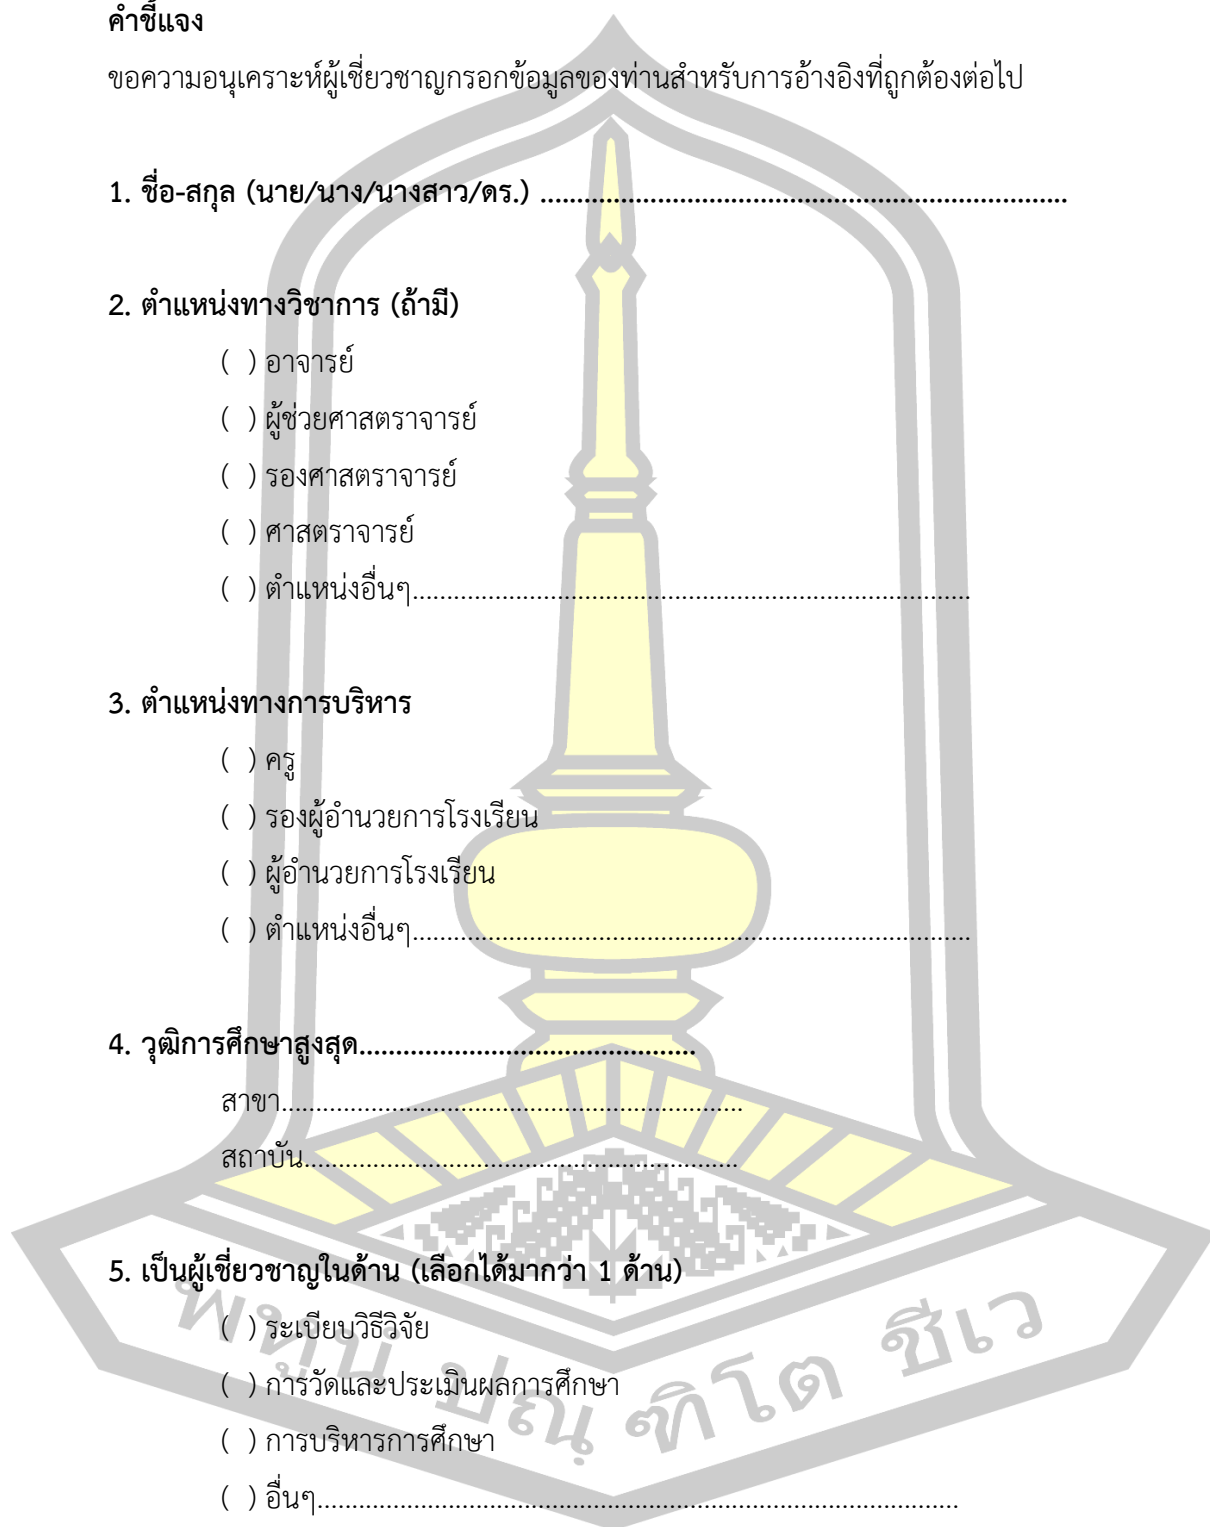 คำชี้แจง
ขอความอนุเคราะห์ผู้เชี่ยวชาญกรอกข้อมูลของท่านสำหรับการอ้างอิงที่ถูกต้องต่อไป
1. ชื่อ-สกุล (นาย/นาง/นางสาว/ดร.) ........................................................................
2. ตำแหน่งทางวิชาการ (ถ้ามี)
( ) อาจารย์
( ) ผู้ช่วยศาสตราจารย์
( ) รองศาสตราจารย์
( ) ศาสตราจารย์
( ) ตำแหน่งอื่นๆ.................................................................................
3. ตำแหน่งทางการบริหาร
( ) ครู
( ) รองผู้อำนวยการโรงเรียน
( ) ผู้อำนวยการโรงเรียน
( ) ตำแหน่งอื่นๆ.................................................................................
4. วุฒิการศึกษาสูงสุด..............................................
สาขา...................................................................
สถาบัน...............................................................
5. เป็นผู้เชี่ยวชาญในด้าน (เลือกได้มากว่า 1 ด้าน)
( ) ระเบียบวิธีวิจัย
( ) การวัดและประเมินผลการศึกษา
( ) การบริหารการศึกษา
( ) อื่นๆ.............................................................................................
พหูนํ ปณฺฑิโต ชีเว